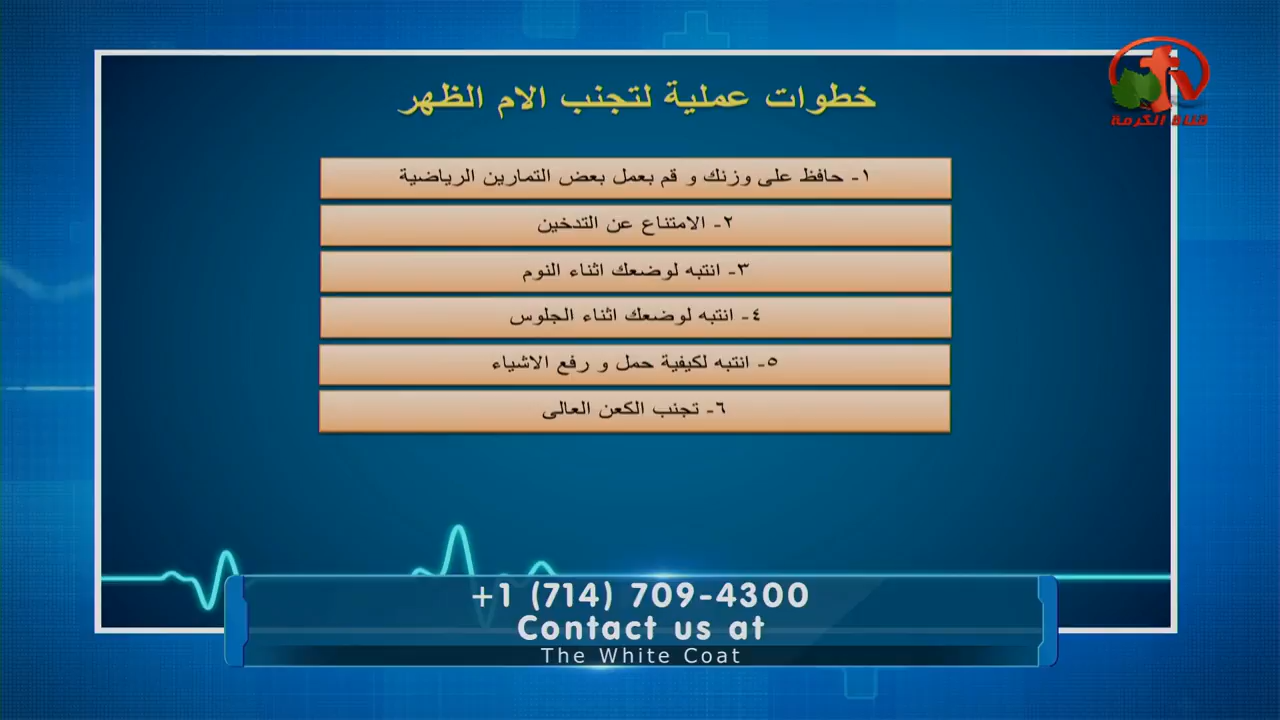 خطوات عملية لتجنب الام الظهر
قناة الكرمة
١- حافظ على وزنك و قم بعمل بعض التمارين الرياضية
٢- الامتناع عن التدخين
٣- انتبه لوضعك اثناء النوم
٤- انتبه لوضعك اثناء الجلوس
٥- انتبه لكيفية حمل و رفع الاشياء
٦- تجنب الكعن العالى
+1 (714) 709-4300
Contact us at
The White Coat